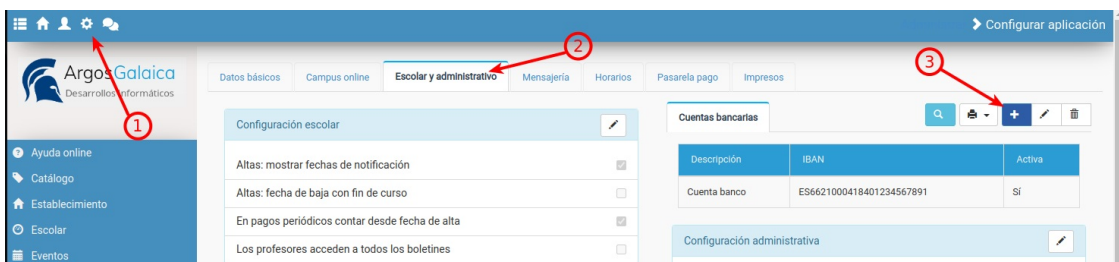 Configurar aplicación
1
2
3
ArgosGalaica
Desarrollos Informáticos
Datos básicos Campus online Escolar y administrativo Mensajería Horarios Pasarela pago Impresos
Configuración escolar
Altas: mostrar fechas de notificación
Altas: fecha de baja con fin de curso
En pagos periódicos contar desde fecha de alta
Los profesores acceden a todos los boletines
Cuentas bancarias
Descripción IBAN Activa
Cuenta banco ES6621000418401234567891 Sí
Configuración administrativa
Ayuda online
Catálogo
Establecimiento
Escolar
Eventos